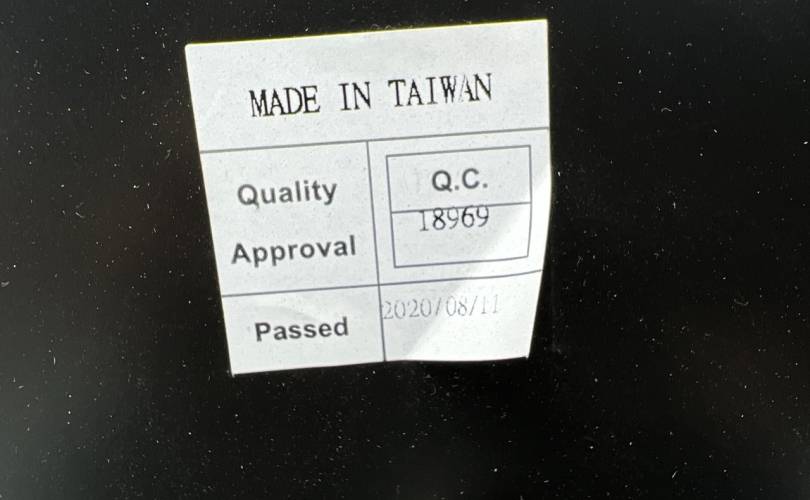 MADE IN TAIWAN
Quality
Approval
Q.C.
18969
Passed
2020/08/11